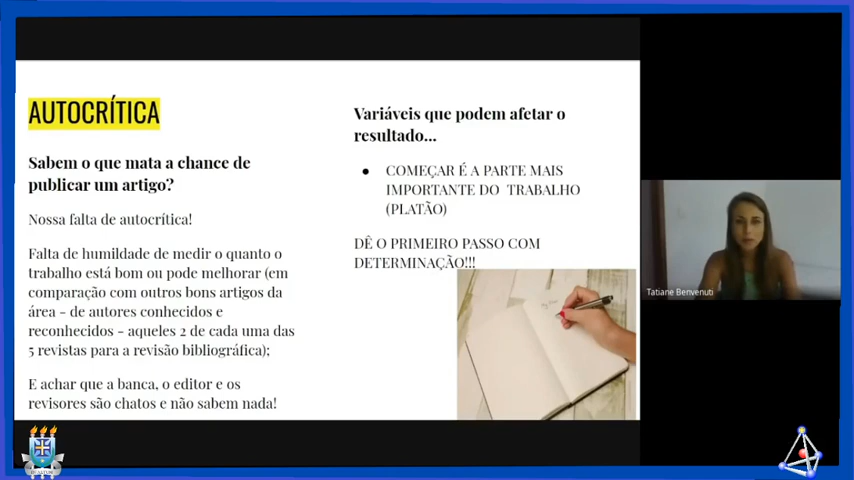 AUTOCRÍTICA
Sabem o que mata a chance de
publicar um artigo?
Nossa falta de autocrítica!
Falta de humildade de medir o quanto o
trabalho está bom ou pode melhorar (em
comparação com outros bons artigos da
área - de autores conhecidos e
reconhecidos - aqueles 2 de cada uma das
5 revistas para a revisão bibliográfica);
E achar que a banca, o editor e os
revisores são chatos e não sabem nada!
Variáveis que podem afetar o
resultado...
● COMEÇAR É A PARTE MAIS
IMPORTANTE DO TRABALHO
(PLATÃO)
DÊ O PRIMEIRO PASSO COM
DETERMINAÇÃO!!!
Tatiane Benvenuti